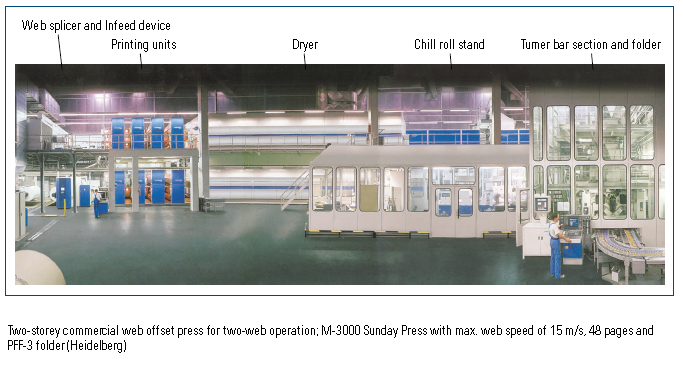 Web splicer and Infeed device
Printing units
Dryer
Chill roll stand
Turner bar section and folder
Two-storey commercial web offset press for two-web operation; M-3000 Sunday Press with max. web speed of 15 m/s, 48 pages and
PFF-3 folder (Heidelberg)